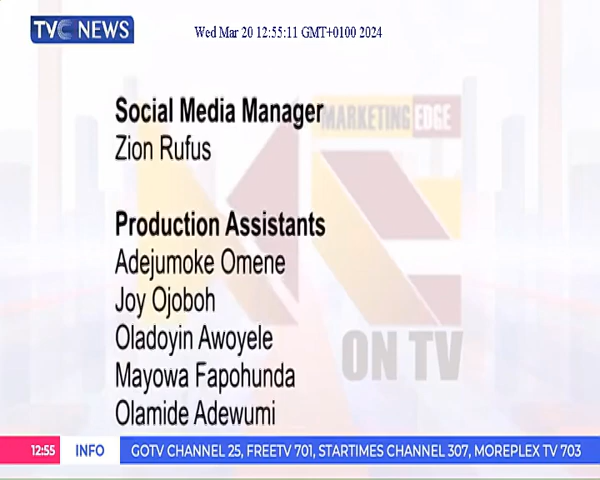 TVC NEWS
Wed Mar 20 12:55:11 GMT+0100 2024
Social Media Manager
MARKETING EDGE
Zion Rufus
Production Assistants
Adejumoke Omene
Joy Ojoboh
Oladoyin Awoyele
ON TV
Mayowa Fapohunda
Olamide Adewumi
12:55 INFO GOTV CHANNEL 25, FREETV 701, STARTIMES CHANNEL 307, MOREPLEX TV 703